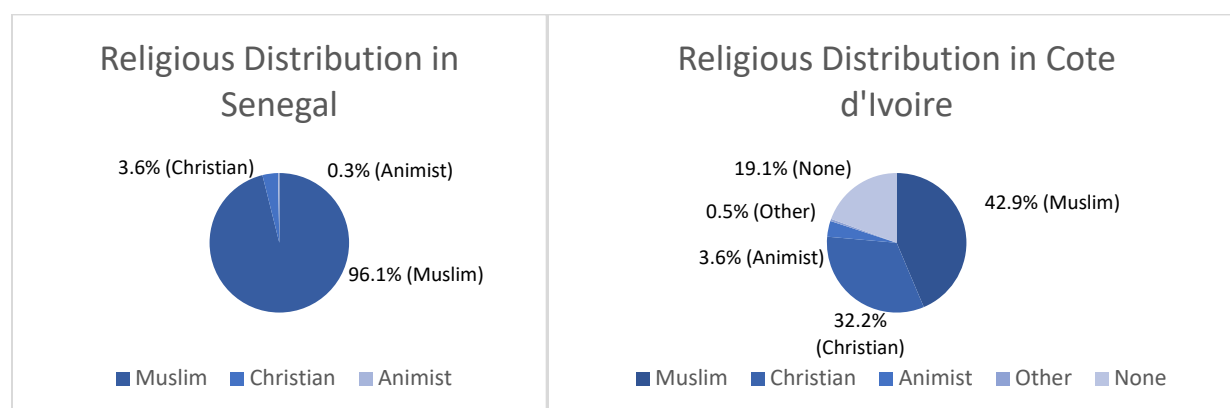 Religious Distribution in
Senegal
3.6% (Christian)
0.3% (Animist)
96.1% (Muslim)
Muslim Christian Animist
Religious Distribution in Cote
d'Ivoire
19.1% (None)
42.9% (Muslim)
0.5% (Other)
3.6% (Animist)
32.2%
(Christian)
Muslim Christian Animist Other None